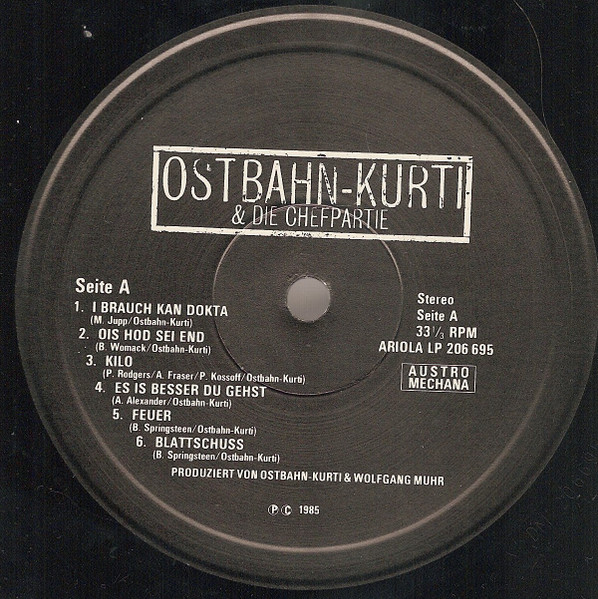 OSTBAHN-KURTI
& DIE CHEFPARTIE
Seite A
1. I BRAUCH KAN DOKTA
(M. Jupp/Ostbahn-Kurti)
2. OIS HOD SEI END
(B. Womack/Ostbahn-Kurti)
3. KILO
(P. Rodgers/A. Fraser/P. Kossoff/Ostbahn-Kurti)
4. ES IS BESSER DU GEHST
(A. Alexander/Ostbahn-Kurti)
5. FEUER
(B. Springsteen/Ostbahn-Kurti)
6. BLATTSCHUSS
(B. Springsteen/Ostbahn-Kurti)
Stereo
Seite A
33 1/3 RPM
ARIOLA LP 206 695
AUSTRO
MECHANA
PRODUZIERT VON OSTBAHN-KURTI & WOLFGANG MUHR
Ⓟ Ⓒ 1985